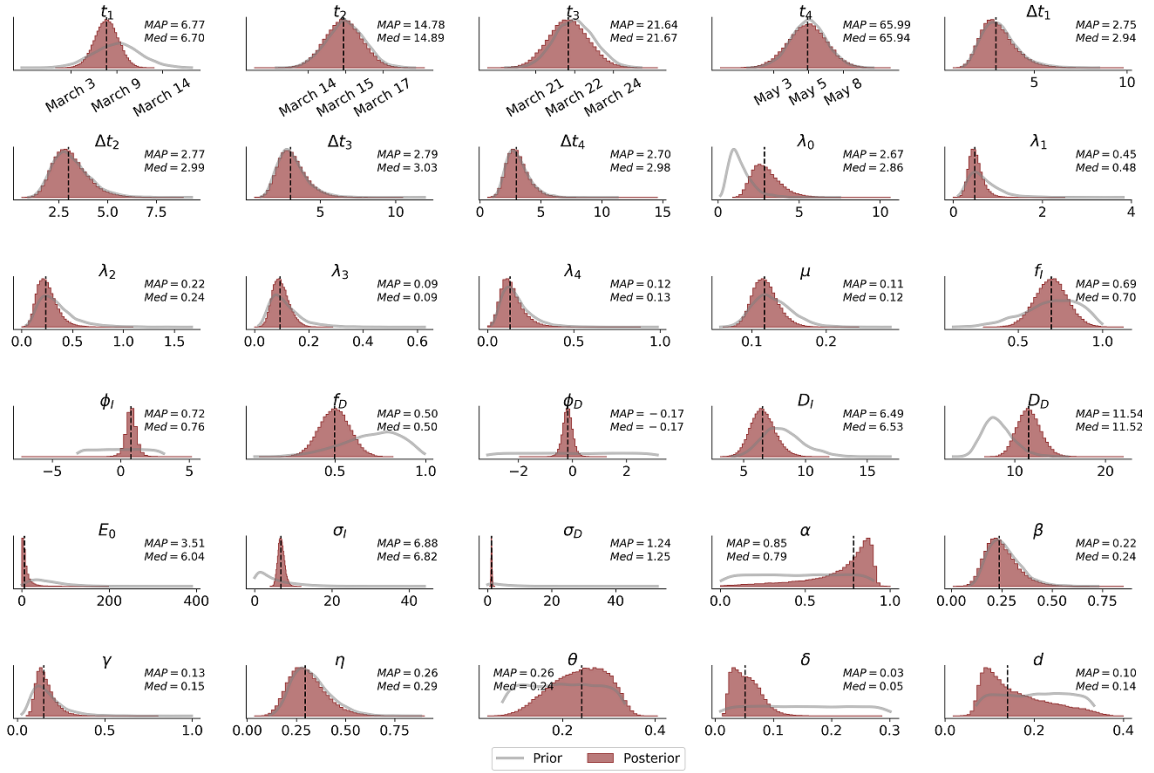 t1
MAP = 6.77
Med = 6.70
March 3
March 9
March 14
t2
MAP = 14.78
Med = 14.89
March 14
March 15
March 17
t3
MAP = 21.64
Med = 21.67
March 21
March 22
March 24
t4
MAP = 65.99
Med = 65.94
May 3
May 5
May 8
Δt1
MAP = 2.75
Med = 2.94
5 10
Δt2
MAP = 2.77
Med = 2.99
2.5 5.0 7.5
Δt3
MAP = 2.79
Med = 3.03
5 10
Δt4
MAP = 2.70
Med = 2.98
0 5 10 15
λ0
MAP = 2.67
Med = 2.86
0 5 10
λ1
MAP = 0.45
Med = 0.48
0 2 4
λ2
MAP = 0.22
Med = 0.24
0.0 0.5 1.0 1.5
λ3
MAP = 0.09
Med = 0.09
0.0 0.2 0.4 0.6
λ4
MAP = 0.12
Med = 0.13
0.0 0.5 1.0
μ
MAP = 0.11
Med = 0.12
0.1 0.2
fI
MAP = 0.69
Med = 0.70
0.5 1.0
ϕI
MAP = 0.72
Med = 0.76
−5 0 5
fD
MAP = 0.50
Med = 0.50
0.5 1.0
ϕD
MAP = − 0.17
Med = − 0.17
−2 0 2
DI
MAP = 6.49
Med = 6.53
5 10 15
DD
MAP = 11.54
Med = 11.52
10 20
E0
MAP = 3.51
Med = 6.04
0 200 400
σI
MAP = 6.88
Med = 6.82
0 20 40
σD
MAP = 1.24
Med = 1.25
0 25 50
α
MAP = 0.85
Med = 0.79
0.0 0.5 1.0
β
MAP = 0.22
Med = 0.24
0.00 0.25 0.50 0.75
γ
MAP = 0.13
Med = 0.15
0.0 0.5 1.0
η
MAP = 0.26
Med = 0.29
0.00 0.25 0.50 0.75
θ
MAP = 0.26
Med = 0.24
0.2 0.4
δ
MAP = 0.03
Med = 0.05
0.0 0.1 0.2 0.3
d
MAP = 0.10
Med = 0.14
0.0 0.2 0.4
Prior Posterior